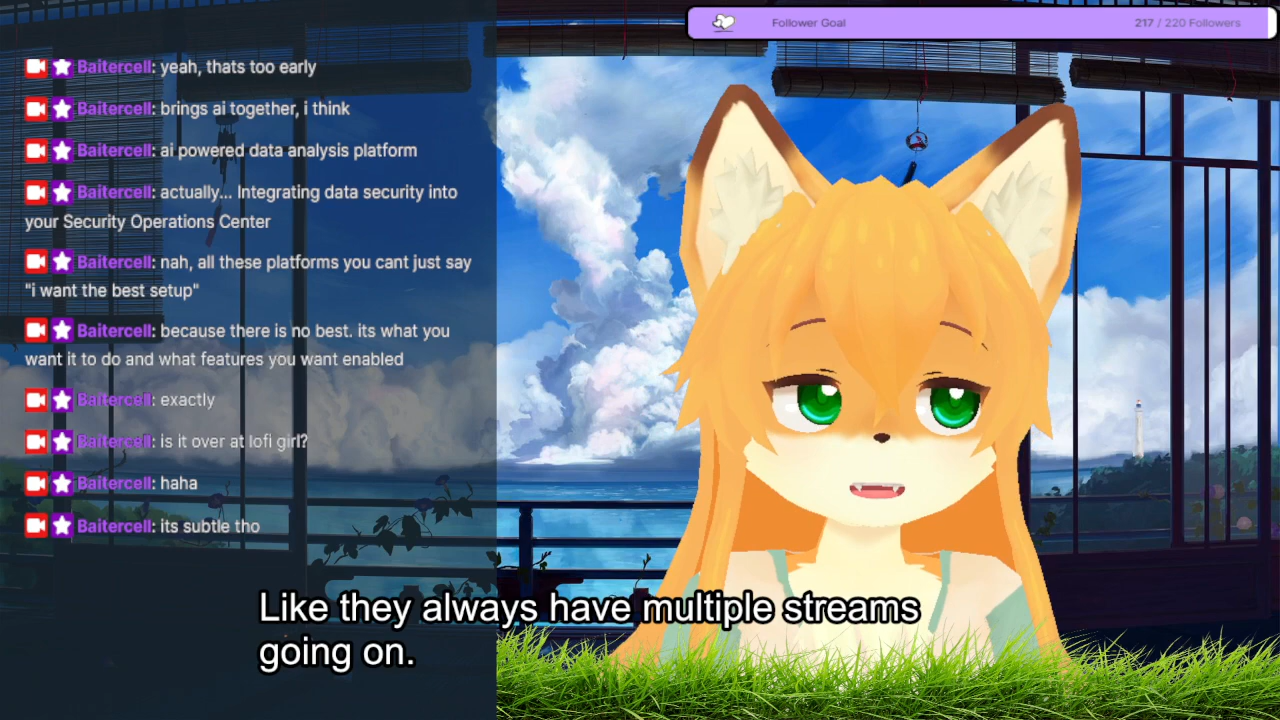 Follower Goal 217 / 220 Followers
Baitercell: yeah, thats too early
Baitercell: brings ai together, i think
Baitercell: ai powered data analysis platform
Baitercell: actually... Integrating data security into
your Security Operations Center
Baitercell: nah, all these platforms you cant just say
"i want the best setup"
Baitercell: because there is no best. its what you
want it to do and what features you want enabled
Baitercell: exactly
Baitercell: is it over at lofi girl?
Baitercell: haha
Baitercell: its subtle tho
Like they always have multiple streams
going on.